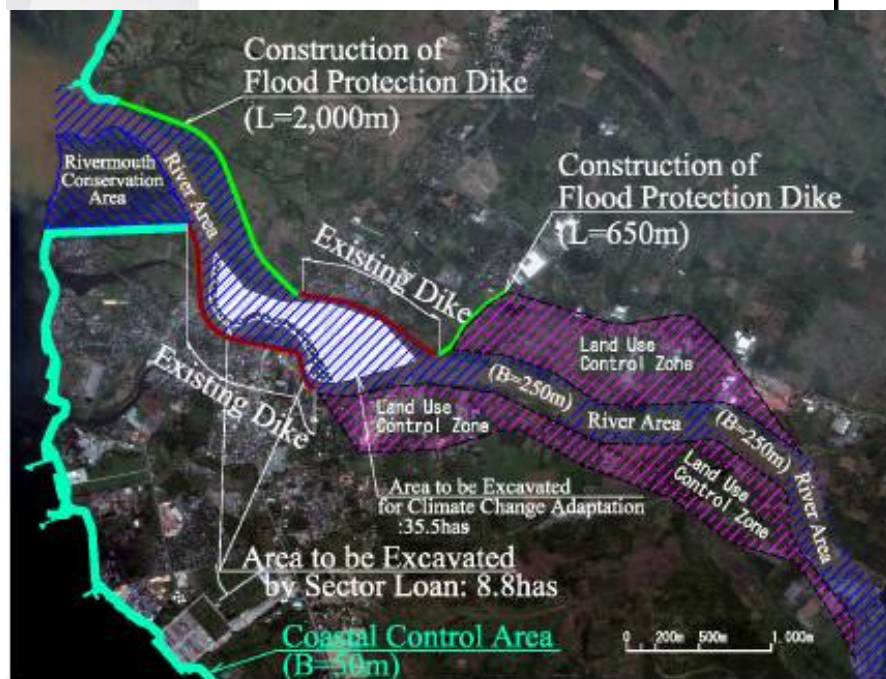 Construction of
Flood Protection Dike
(L=2,000m)
Construction of
Flood Protection Dike
(L=650m)
Rivermouth
Conservation
Area
River Area
Existing Dike
Existing Dike
Land Use
Control Zone
(B=250m)
River Area
(B=250m)
Land Use
Control Zone
Land Use
Control Zone
River Area
Area to be Excavated
for Climate Change Adaptation
:35.5has
Area to be Excavated
by Sector Loan: 8.8has
Coastal Control Area
(B=50m)
0 200m 500m 1,000m